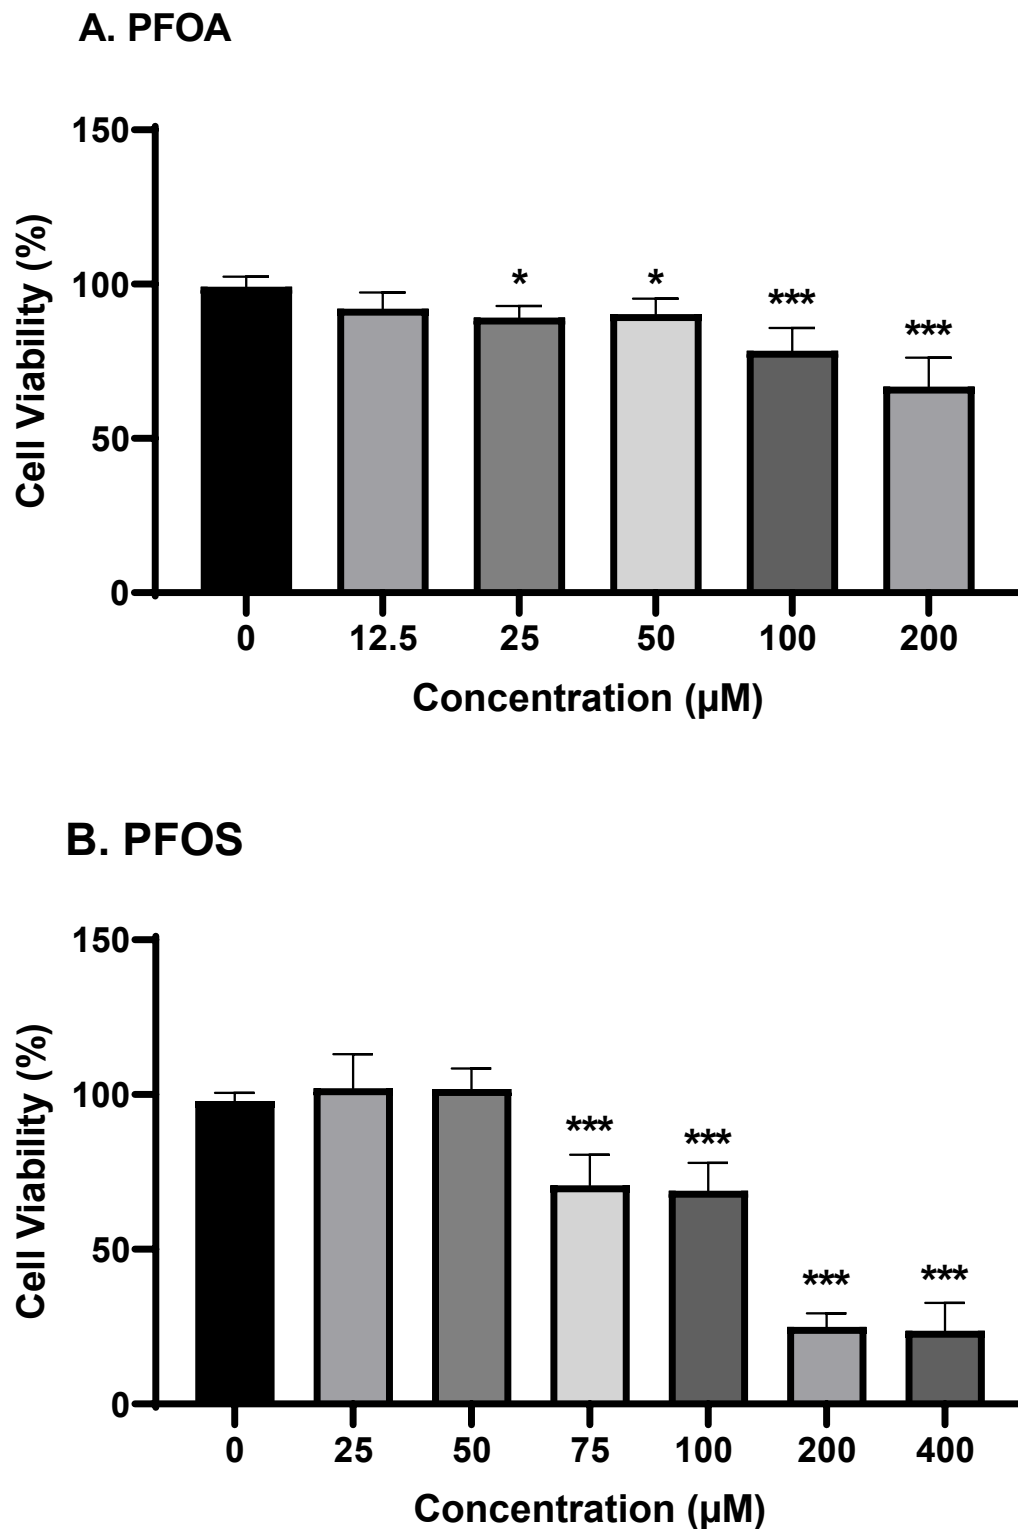 A. PFOA
150
100
50
0
Cell Viability (%)
* * *** ***
0 12.5 25 50 100 200
Concentration (µM)
B. PFOS
150
100
50
0
Cell Viability (%)
*** *** *** ***
0 25 50 75 100 200 400
Concentration (µM)